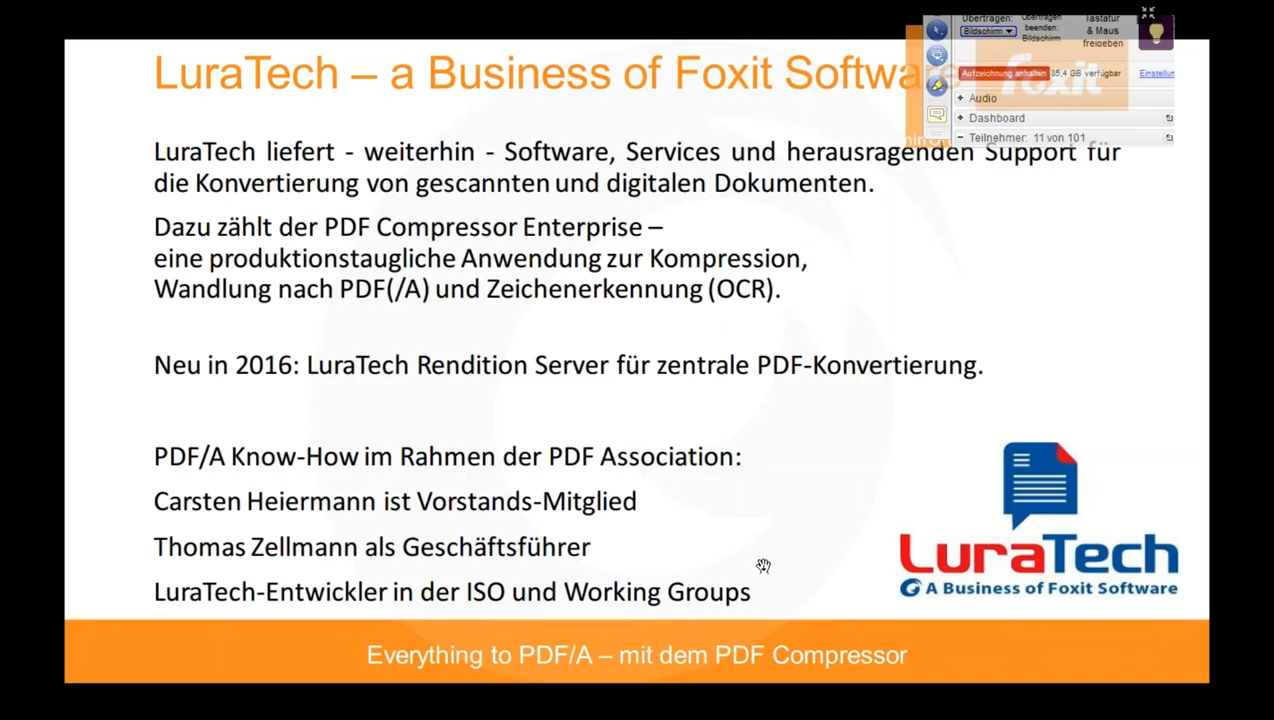 LuraTech – a Business of Foxit Softwa
Übertragen:
Bildschirm
Übertragen
beenden:
Bildschirm
Tastatur
& Maus
freigeben
Aufzeichnung anhalten
85,4 GB verfügbar
Einstellun
foxit
Audio
Dashboard
Teilnehmer: 11 von 101
LuraTech liefert - weiterhin - Software, Services und herausragenden Support für
die Konvertierung von gescannten und digitalen Dokumenten.
Dazu zählt der PDF Compressor Enterprise –
eine produktionstaugliche Anwendung zur Kompression,
Wandlung nach PDF(/A) und Zeichenerkennung (OCR).
Neu in 2016: LuraTech Rendition Server für zentrale PDF-Konvertierung.
PDF/A Know-How im Rahmen der PDF Association:
Carsten Heiermann ist Vorstands-Mitglied
Thomas Zellmann als Geschäftsführer
LuraTech-Entwickler in der ISO und Working Groups
LuraTech
A Business of Foxit Software
Everything to PDF/A – mit dem PDF Compressor